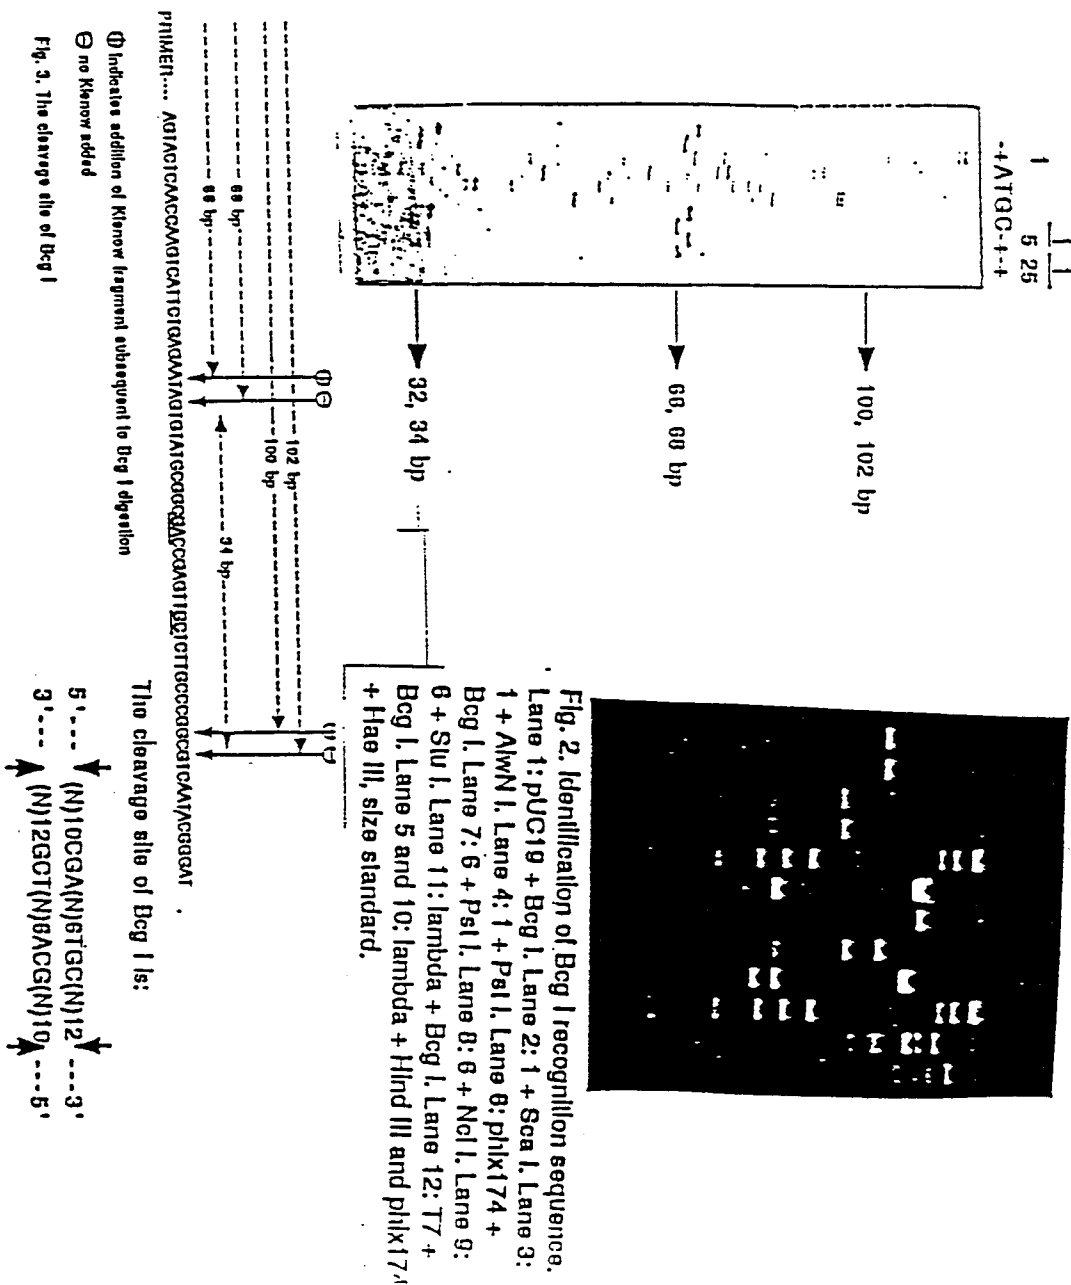 1
1 1
5 25
-+ATGC-+-+
100, 102 bp
66, 68 bp
32, 34 bp
102 bp
100 bp
68 bp
66 bp
34 bp
PRIMER.... AGTACTCAACCAAGTCATTCTGAGAATAGTGTATGCGGCGACCGAGTTGCTCTTGCCCGGCGTCAATACGGGAT
⊕ Indicates addition of Klenow fragment subsequent to Bcg I digestion
⊖ no Klenow added
Fig. 3. The cleavage site of Bcg I
Fig. 2. Identification of Bcg I recognition sequence.
Lane 1: pUC19 + Bcg I. Lane 2: 1 + Sca I. Lane 3:
1 + AlwN I. Lane 4: 1 + Pst I. Lane 6: phix174 +
Bcg I. Lane 7: 6 + Pst I. Lane 8: 6 + Nci I. Lane 9:
6 + Stu I. Lane 11: lambda + Bcg I. Lane 12: T7 +
Bcg I. Lane 5 and 10: lambda + Hind III and phix174
+ Hae III, size standard.
The cleavage site of Bcg I is:
5'--- (N)10CGA(N)6TGC(N)12 ---3'
3'--- (N)12GCT(N)6ACG(N)10 ---5'